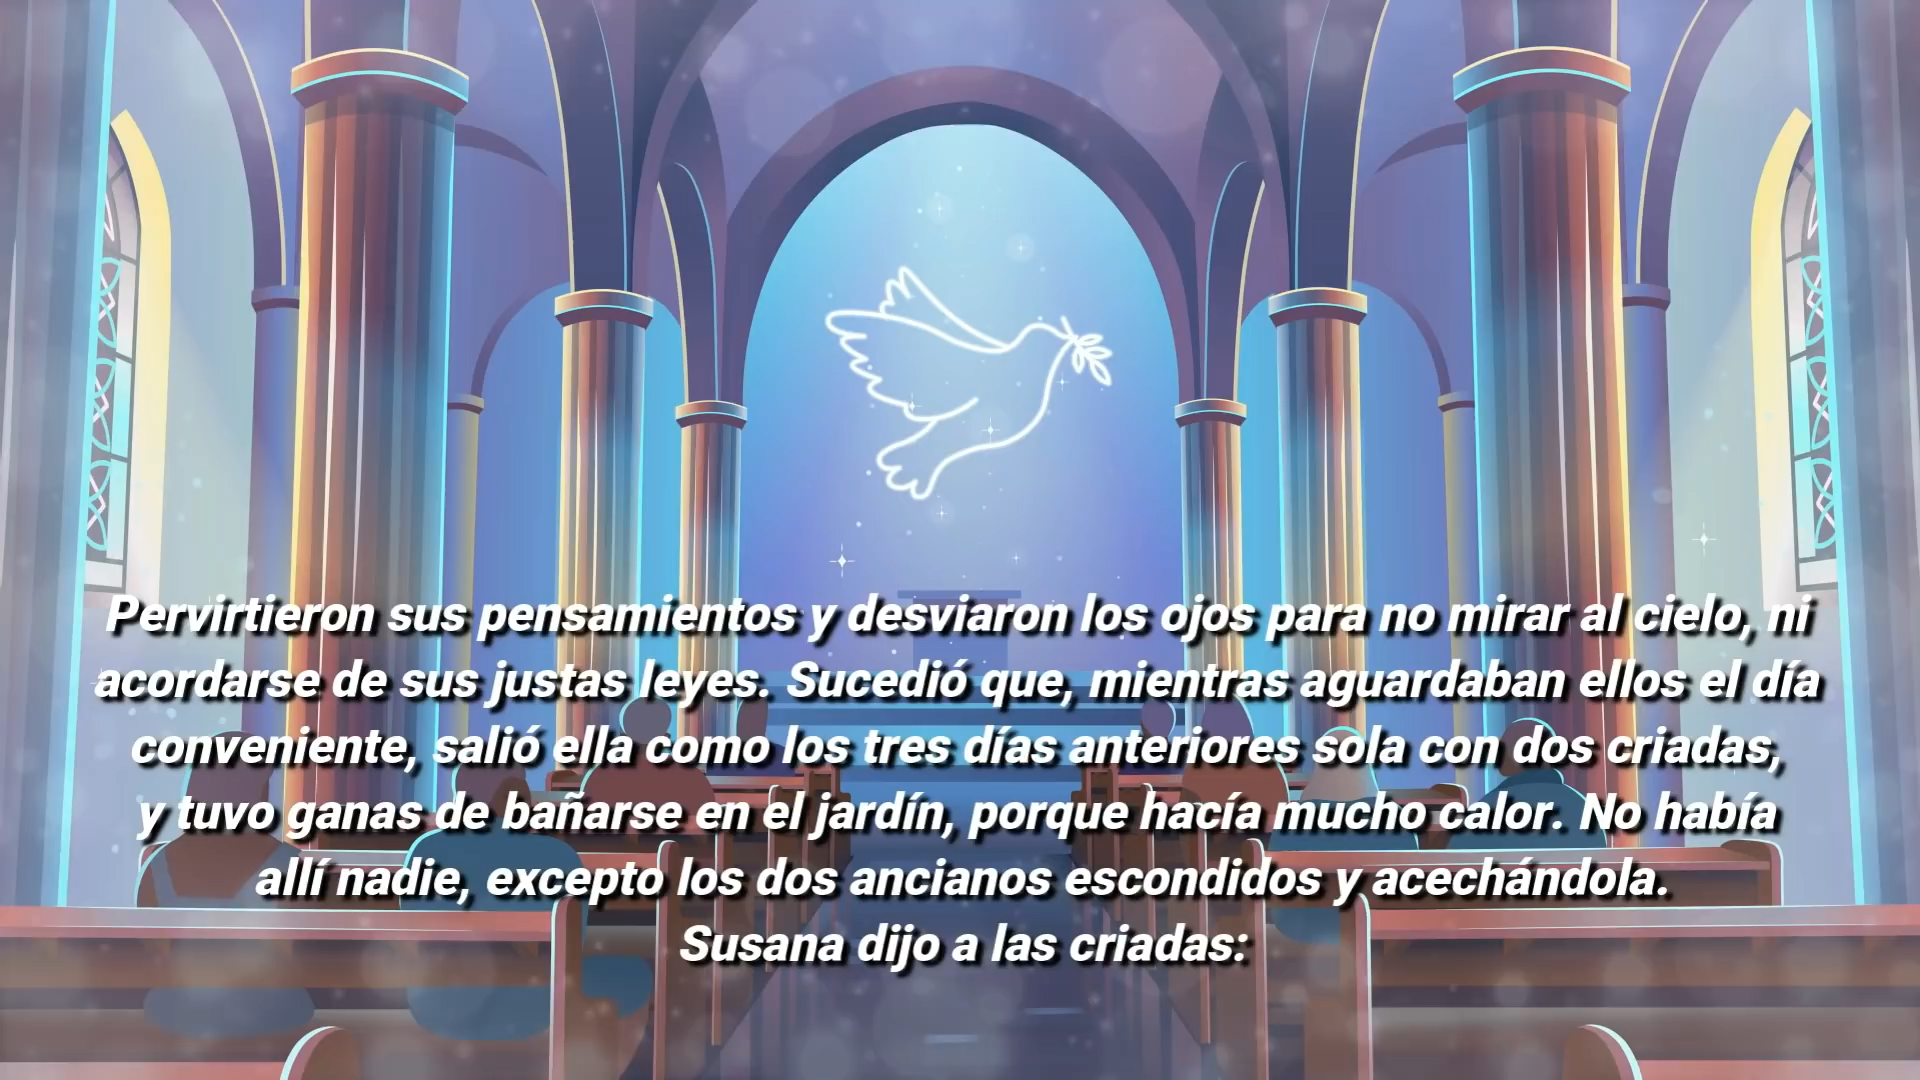 Pervirtieron sus pensamientos y desviaron los ojos para no mirar al cielo, ni
acordarse de sus justas leyes. Sucedió que, mientras aguardaban ellos el día
conveniente, salió ella como los tres días anteriores sola con dos criadas,
y tuvo ganas de bañarse en el jardín, porque hacía mucho calor. No había
allí nadie, excepto los dos ancianos escondidos y acechándola.
Susana dijo a las criadas: